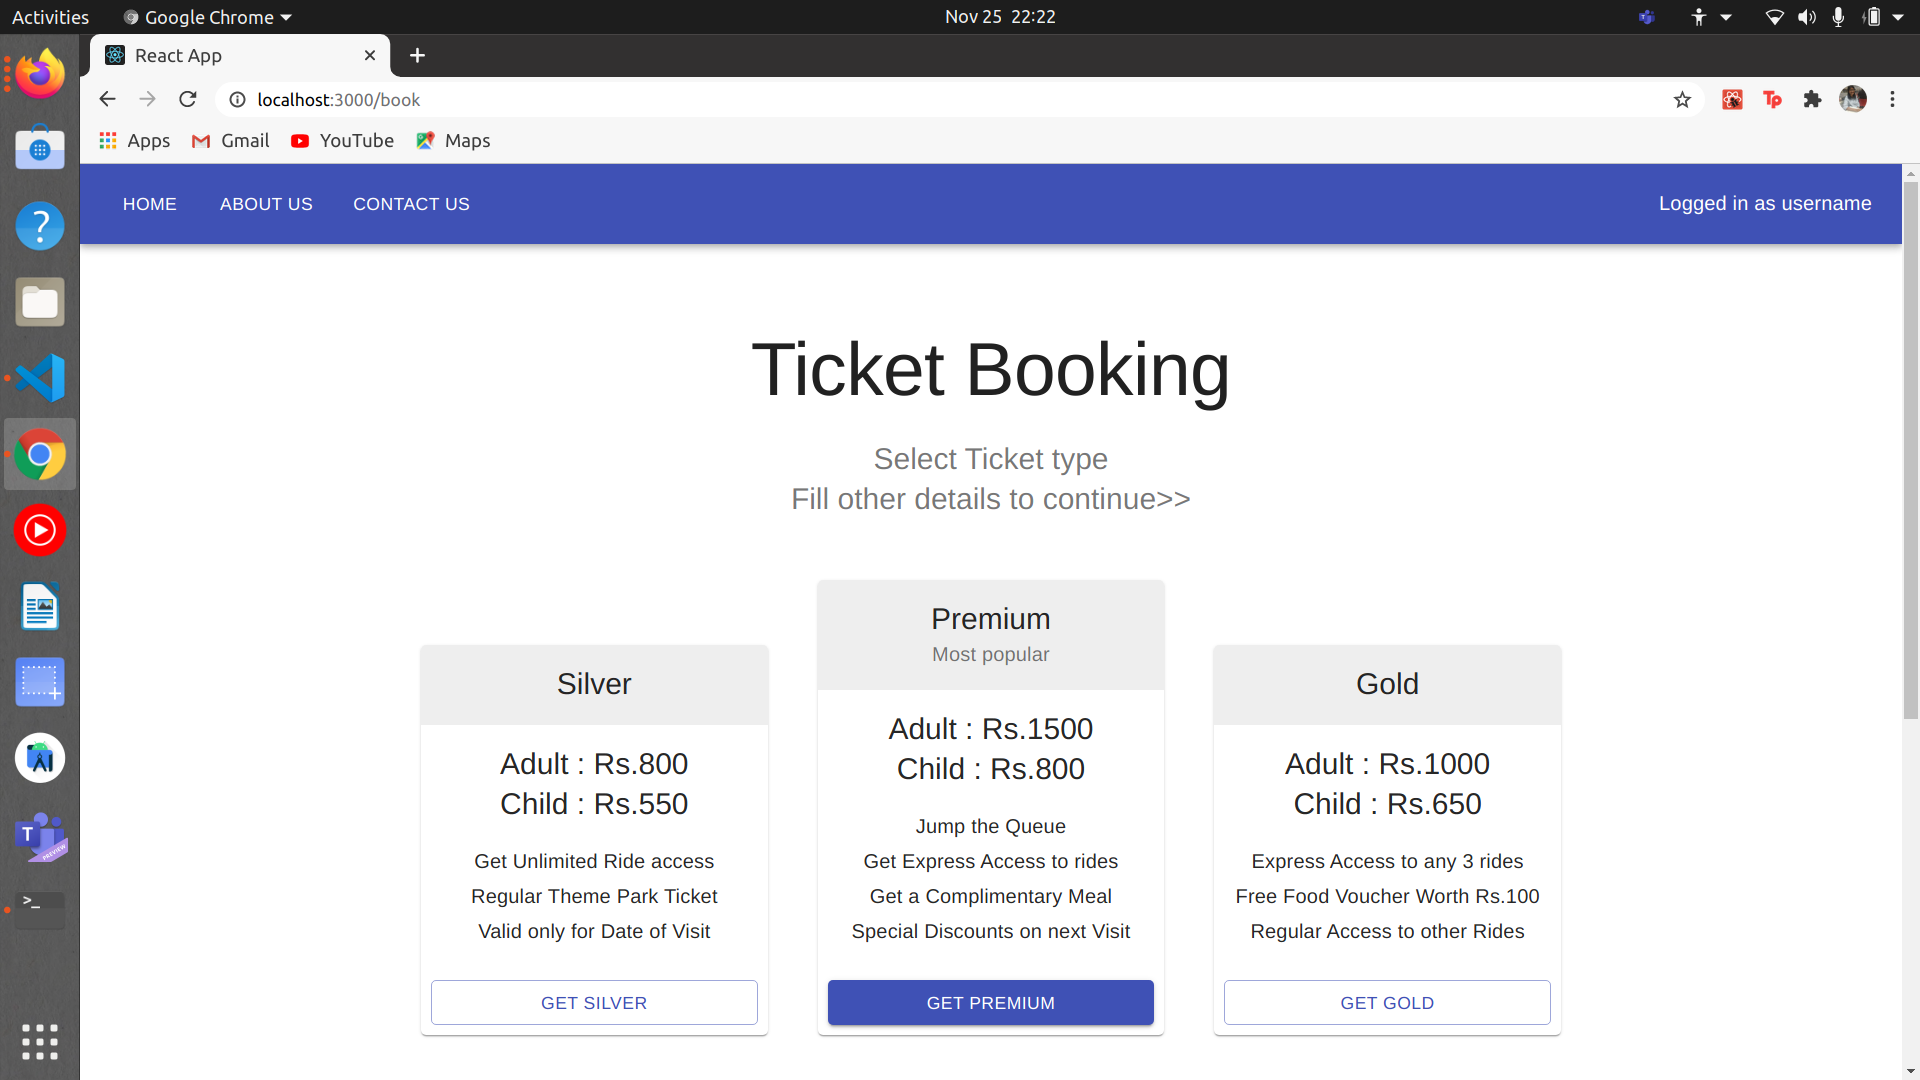 Activities
Google Chrome
Nov 25 22:22
React App
localhost:3000/book
Apps
Gmail
YouTube
Maps
HOME
ABOUT US
CONTACT US
Logged in as username
Ticket Booking
Select Ticket type
Fill other details to continue>>
Silver
Adult : Rs.800
Child : Rs.550
Get Unlimited Ride access
Regular Theme Park Ticket
Valid only for Date of Visit
GET SILVER
Premium
Most popular
Adult : Rs.1500
Child : Rs.800
Jump the Queue
Get Express Access to rides
Get a Complimentary Meal
Special Discounts on next Visit
GET PREMIUM
Gold
Adult : Rs.1000
Child : Rs.650
Express Access to any 3 rides
Free Food Voucher Worth Rs.100
Regular Access to other Rides
GET GOLD
Tp
?
T
PREVIEW
>_